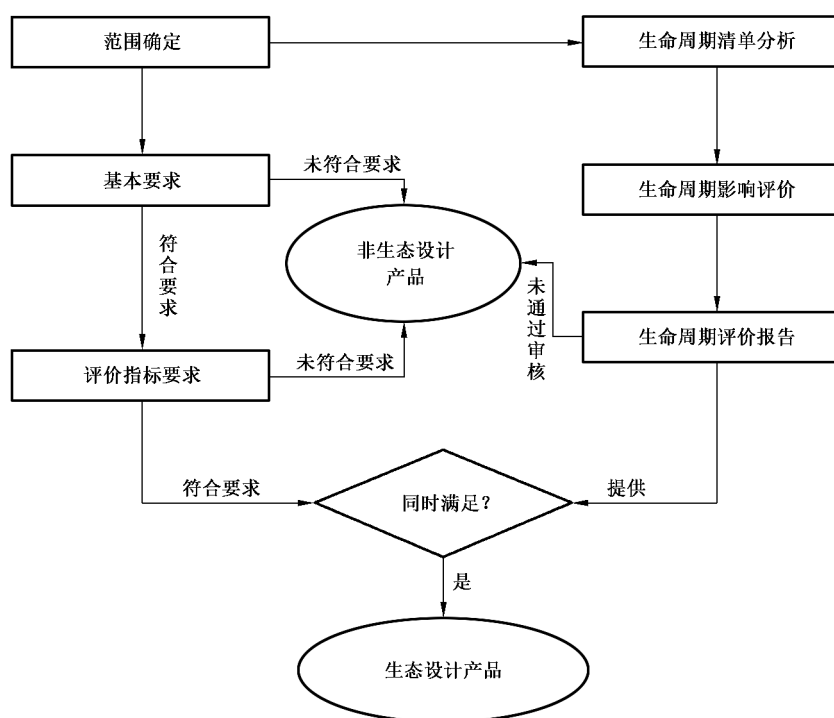 范围确定
生命周期清单分析
基本要求
未符合要求
生命周期影响评价
符合要求
非生态设计
产品
未通过审核
生命周期评价报告
评价指标要求
未符合要求
符合要求
同时满足?
提供
是
生态设计产品